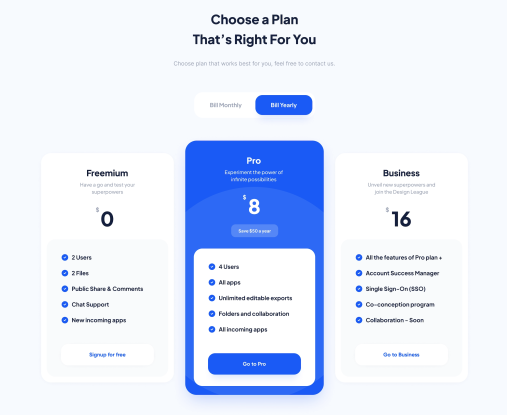 Choose a Plan
That's Right For You
Choose plan that works best for you, feel free to contact us.
Bill Monthly
Bill Yearly
Freemium
Have a go and test your
superpowers
$
0
2 Users
2 Files
Public Share & Comments
Chat Support
New incoming apps
Signup for free
Pro
Experiment the power of
infinite possibilities
$
8
Save $50 a year
4 Users
All apps
Unlimited editable exports
Folders and collaboration
All incoming apps
Go to Pro
Business
Unveil new superpowers and
join the Design League
$
16
All the features of Pro plan +
Account Success Manager
Single Sign-On (SSO)
Co-conception program
Collaboration - Soon
Go to Business